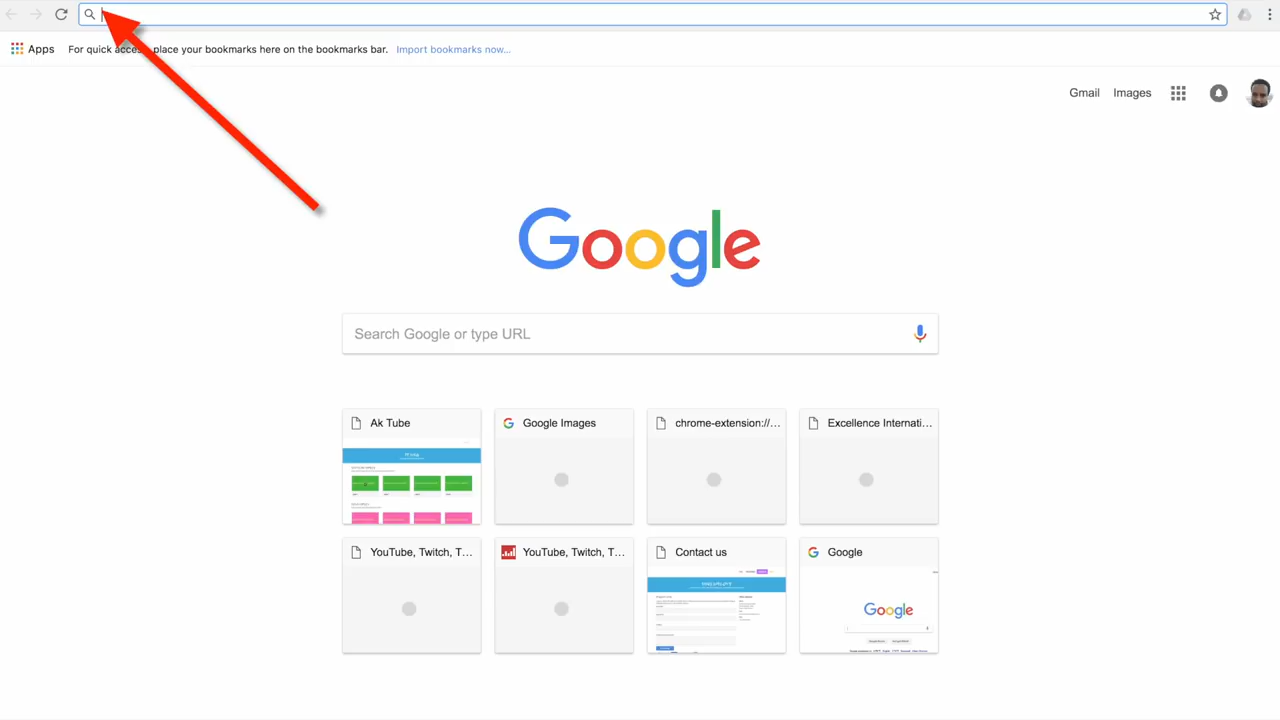 Apps For quick acces place your bookmarks here on the bookmarks bar. Import bookmarks now...
Gmail Images
Google
Search Google or type URL
Ak Tube
Google Images
chrome-extension://...
Excellence Internati...
YouTube, Twitch, T...
YouTube, Twitch, T...
Contact us
Google
Google